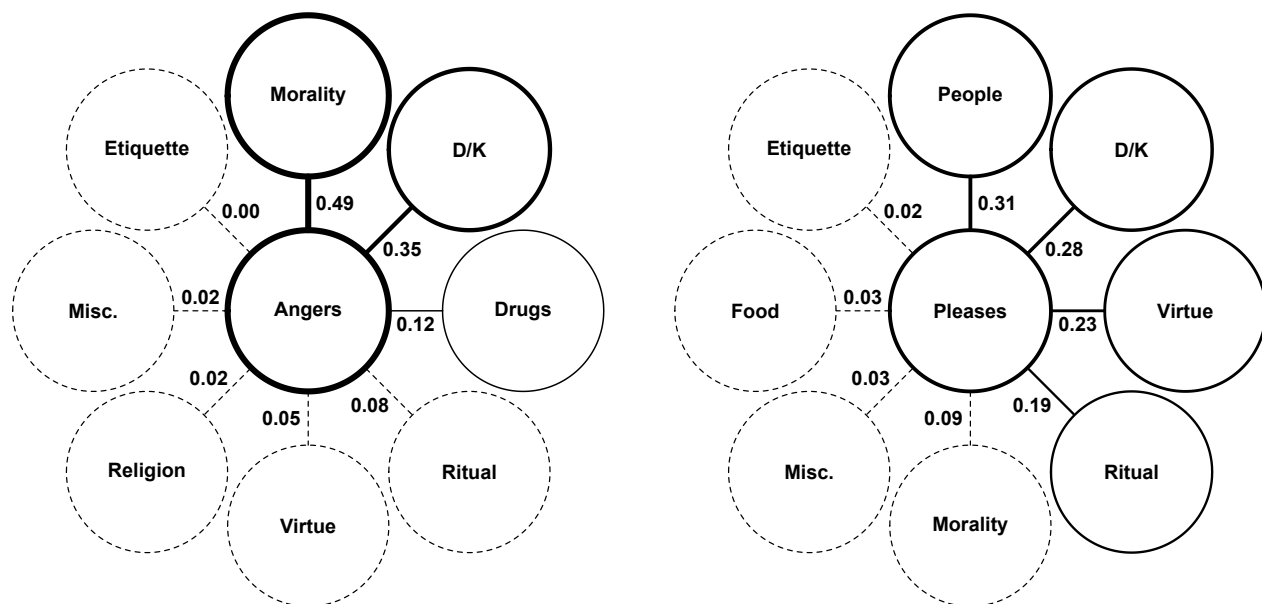 Morality
D/K
Etiquette
0.49
0.00
0.35
Misc.
0.02
Angers
0.12
Drugs
0.02
0.05
0.08
Religion
Virtue
Ritual
People
D/K
Etiquette
0.31
0.02
0.28
Food
0.03
Pleases
0.23
Virtue
0.03
0.09
0.19
Misc.
Morality
Ritual